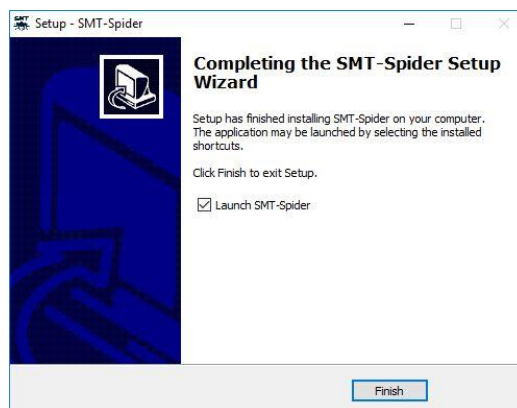 SMT
Setup - SMT-Spider
Completing the SMT-Spider Setup
Wizard
Setup has finished installing SMT-Spider on your computer.
The application may be launched by selecting the installed
shortcuts.
Click Finish to exit Setup.
Launch SMT-Spider
Finish